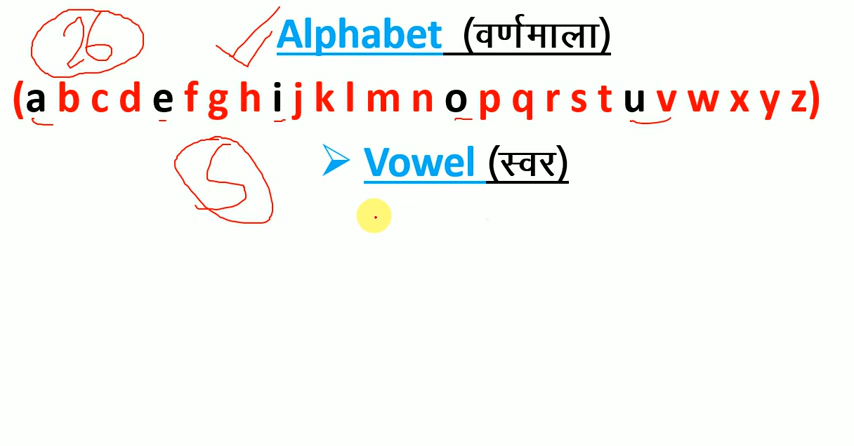 26 Alphabet (वर्णमाला)
(a b c d e f g h i j k l m n o p q r s t u v w x y z)
5 ➢ Vowel (स्वर)